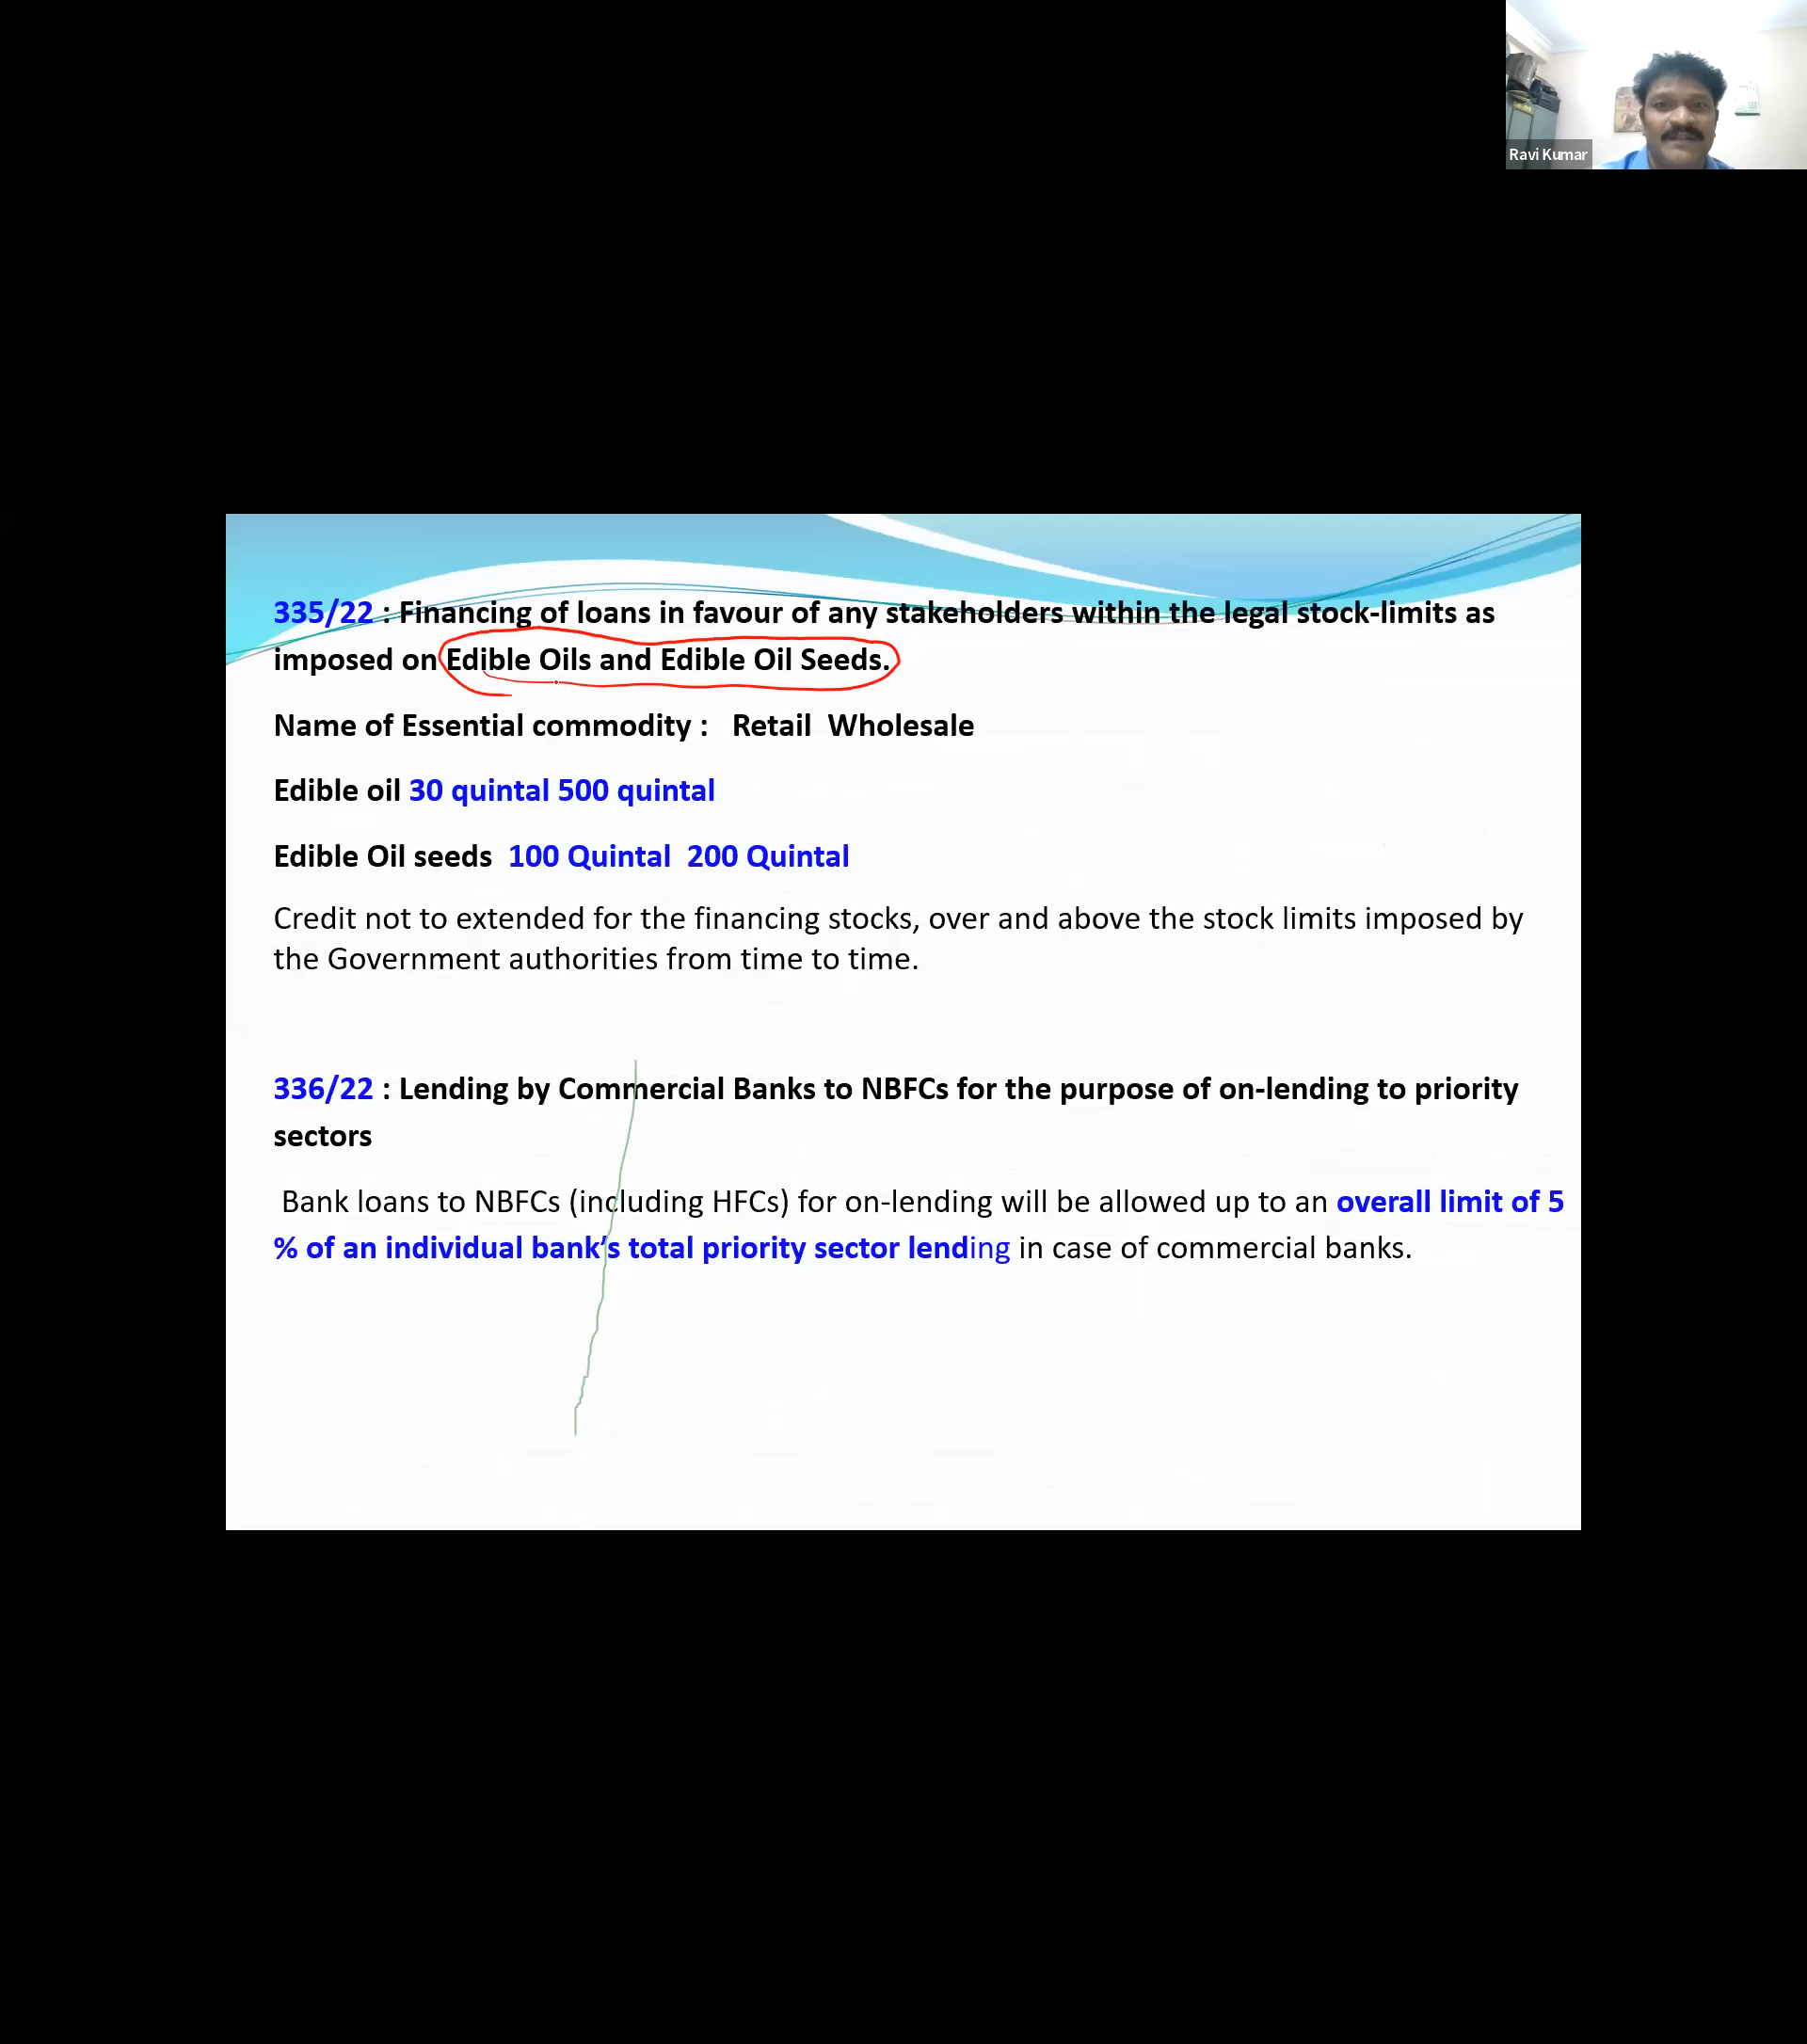 Ravi Kumar
335/22 : Financing of loans in favour of any stakeholders within the legal stock-limits as
imposed on Edible Oils and Edible Oil Seeds.
Name of Essential commodity : Retail Wholesale
Edible oil 30 quintal 500 quintal
Edible Oil seeds 100 Quintal 200 Quintal
Credit not to extended for the financing stocks, over and above the stock limits imposed by
the Government authorities from time to time.
336/22 : Lending by Commercial Banks to NBFCs for the purpose of on-lending to priority
sectors
Bank loans to NBFCs (including HFCs) for on-lending will be allowed up to an overall limit of 5
% of an individual bank's total priority sector lending in case of commercial banks.